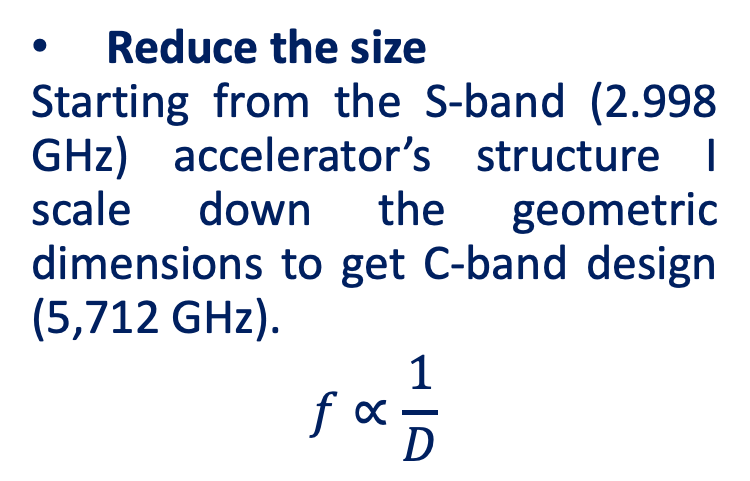 • Reduce the size
Starting from the S-band (2.998
GHz) accelerator’s structure I
scale down the geometric
dimensions to get C-band design
(5,712 GHz).
f ∝ 1/D